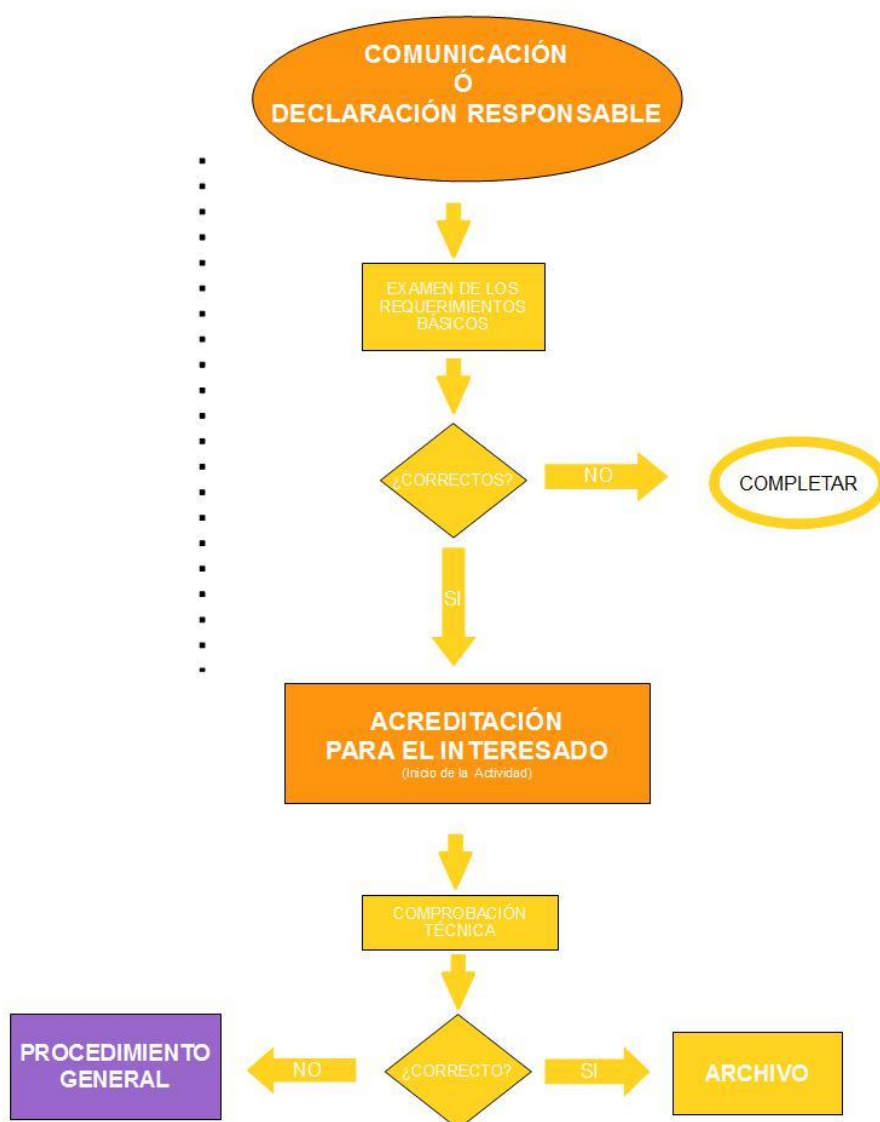 COMUNICACIÓN
Ó
DECLARACIÓN RESPONSABLE
EXAMEN DE LOS
REQUERIMIENTOS
BÁSICOS
¿CORRECTOS?
NO
COMPLETAR
SI
ACREDITACIÓN
PARA EL INTERESADO
(Inicio de la Actividad)
COMPROBACIÓN
TÉCNICA
PROCEDIMIENTO
GENERAL
NO
¿CORRECTO?
SI
ARCHIVO